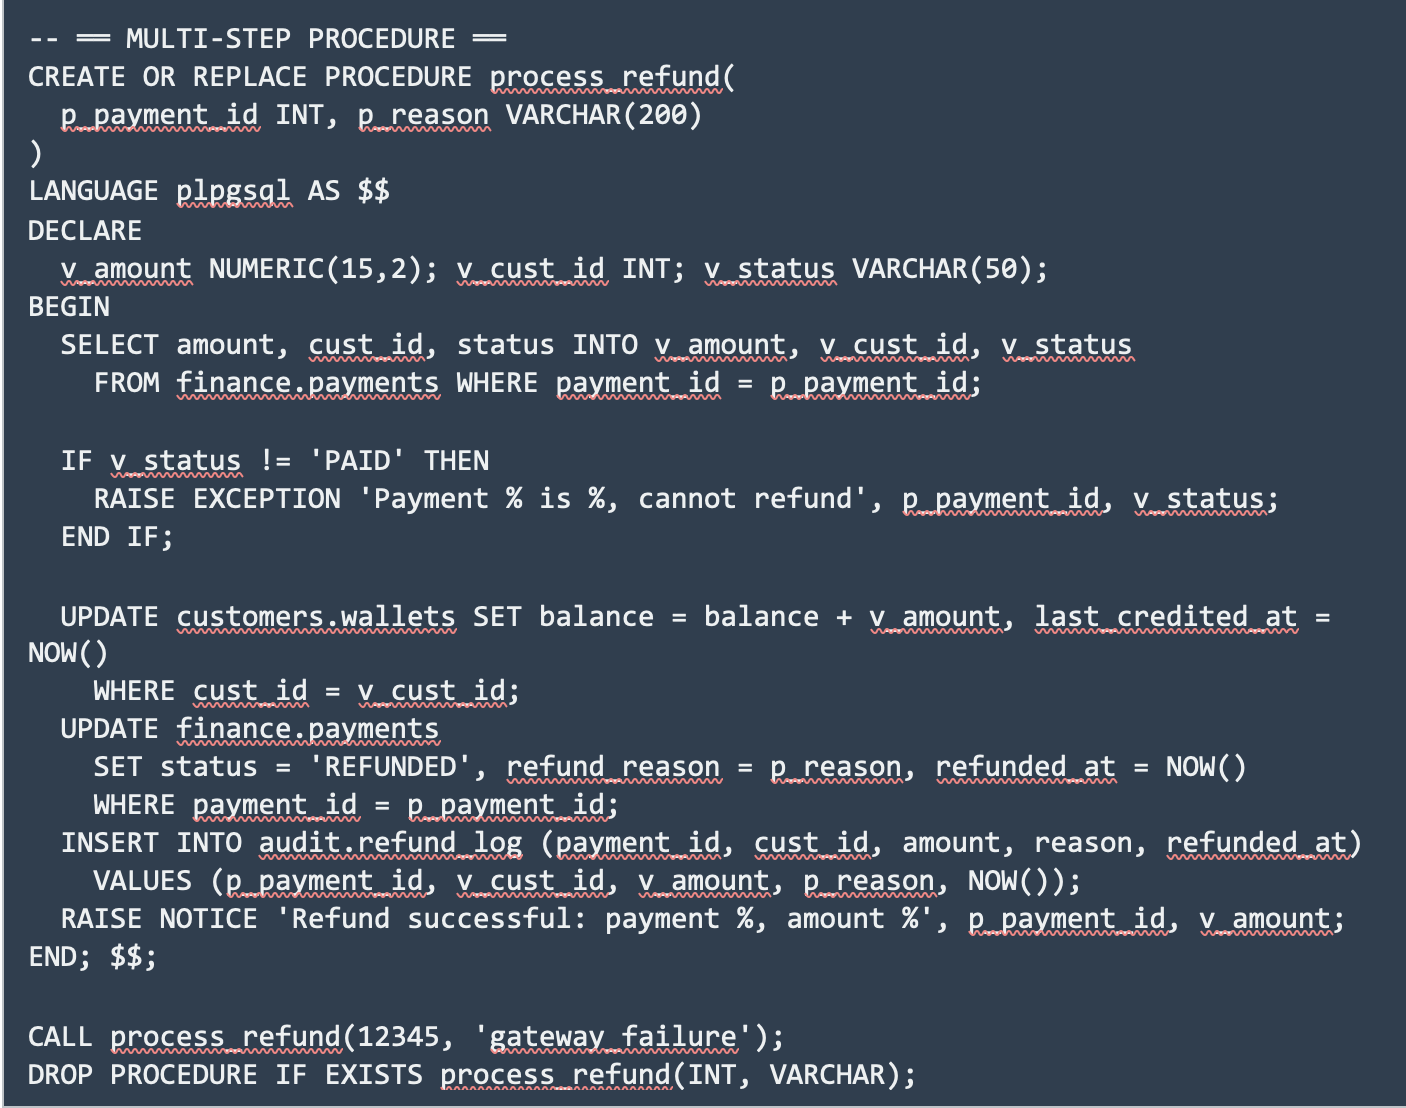 -- ══ MULTI-STEP PROCEDURE ══
CREATE OR REPLACE PROCEDURE process_refund(
  p_payment_id INT, p_reason VARCHAR(200)
)
LANGUAGE plpgsql AS $$
DECLARE
  v_amount NUMERIC(15,2); v_cust_id INT; v_status VARCHAR(50);
BEGIN
  SELECT amount, cust_id, status INTO v_amount, v_cust_id, v_status
    FROM finance.payments WHERE payment_id = p_payment_id;

  IF v_status != 'PAID' THEN
    RAISE EXCEPTION 'Payment % is %, cannot refund', p_payment_id, v_status;
  END IF;

  UPDATE customers.wallets SET balance = balance + v_amount, last_credited_at =
NOW()
    WHERE cust_id = v_cust_id;
  UPDATE finance.payments
    SET status = 'REFUNDED', refund_reason = p_reason, refunded_at = NOW()
    WHERE payment_id = p_payment_id;
  INSERT INTO audit.refund_log (payment_id, cust_id, amount, reason, refunded_at)
    VALUES (p_payment_id, v_cust_id, v_amount, p_reason, NOW());
  RAISE NOTICE 'Refund successful: payment %, amount %', p_payment_id, v_amount;
END; $$;

CALL process_refund(12345, 'gateway_failure');
DROP PROCEDURE IF EXISTS process_refund(INT, VARCHAR);